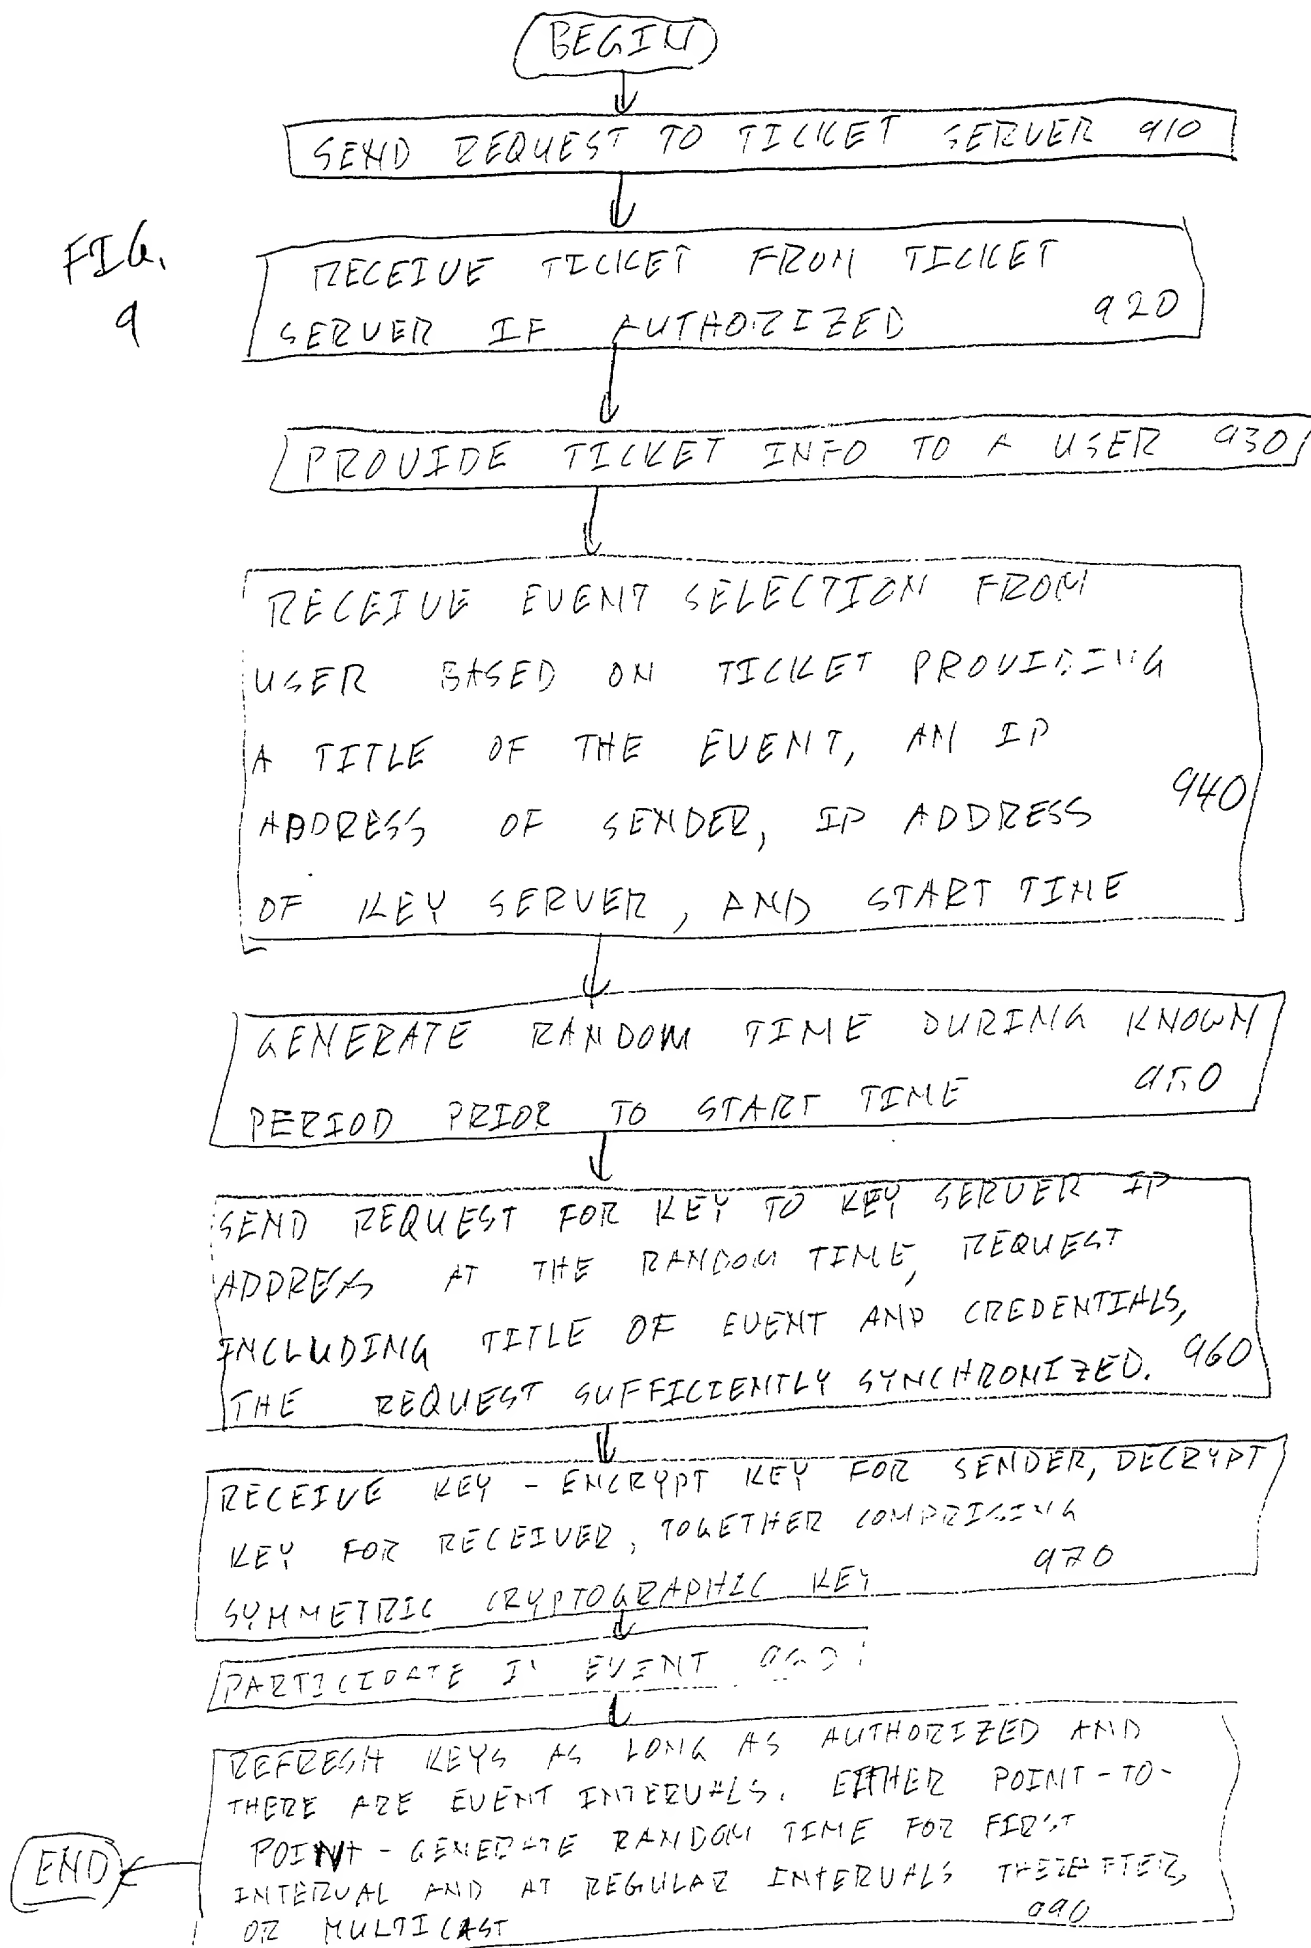 BEGIN
SEND REQUEST TO TICKET SERVER 910
FIG.
9
RECEIVE TICKET FROM TICKET
SERVER IF AUTHORIZED 920
PROVIDE TICKET INFO TO A USER 930
RECEIVE EVENT SELECTION FROM
USER BASED ON TICKET PROVIDING
A TITLE OF THE EVENT, AN IP
ADDRESS OF SENDER, IP ADDRESS 940
OF KEY SERVER, AND START TIME
GENERATE RANDOM TIME DURING KNOWN
PERIOD PRIOR TO START TIME 950
SEND REQUEST FOR KEY TO KEY SERVER IP
ADDRESS AT THE RANDOM TIME, REQUEST
INCLUDING TITLE OF EVENT AND CREDENTIALS,
THE REQUEST SUFFICIENTLY SYNCHRONIZED. 960
RECEIVE KEY - ENCRYPT KEY FOR SENDER, DECRYPT
KEY FOR RECEIVER, TOGETHER COMPRISING
SYMMETRIC CRYPTOGRAPHIC KEY 970
PARTICIPATE IN EVENT 980
REFRESH KEYS AS LONG AS AUTHORIZED AND
THERE ARE EVENT INTERVALS. EITHER POINT-TO-
POINT - GENERATE RANDOM TIME FOR FIRST
INTERVAL AND AT REGULAR INTERVALS THEREAFTER,
OR MULTICAST 990
END